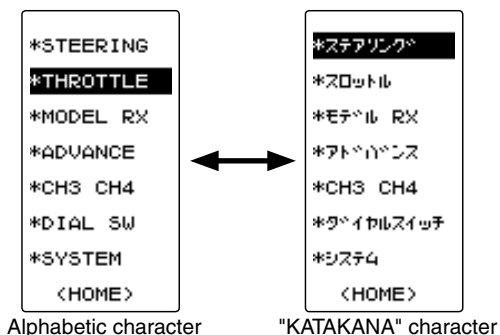 *STEERING
*THROTTLE
*MODEL RX
*ADVANCE
*CH3 CH4
*DIAL SW
*SYSTEM
<HOME>
Alphabetic character
*ステアリング
*スロットル
*モデル RX
*アドバンス
*CH3 CH4
*ダイヤルスイッチ
*システム
<HOME>
"KATAKANA" character